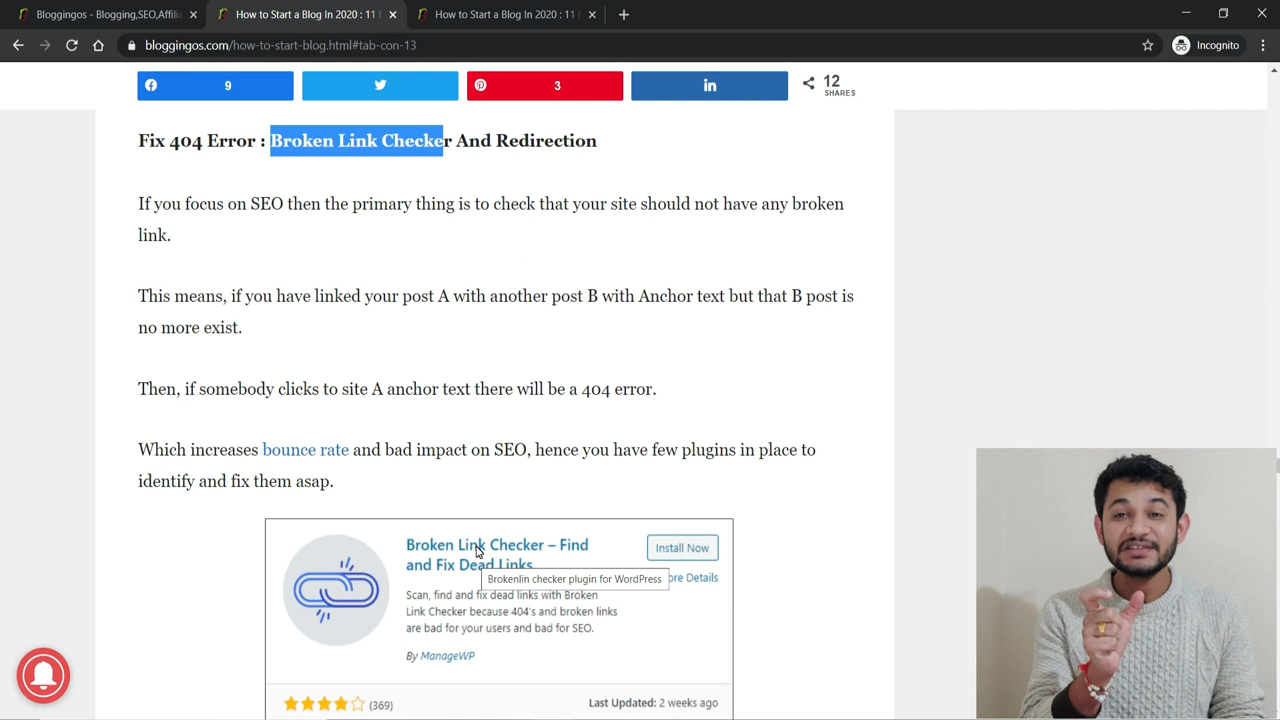 Bloggingos - Blogging,SEO,Affilia
How to Start a Blog In 2020 : 11
How to Start a Blog In 2020 : 11
bloggingos.com/how-to-start-blog.html#tab-con-13
Incognito
9
3
in
12
SHARES
Fix 404 Error : Broken Link Checker And Redirection
If you focus on SEO then the primary thing is to check that your site should not have any broken
link.
This means, if you have linked your post A with another post B with Anchor text but that B post is
no more exist.
Then, if somebody clicks to site A anchor text there will be a 404 error.
Which increases bounce rate and bad impact on SEO, hence you have few plugins in place to
identify and fix them asap.
Broken Link Checker – Find
and Fix Dead Links
Install Now
Brokenlin checker plugin for WordPress
ore Details
Scan, find and fix dead links with Broken
Link Checker because 404's and broken links
are bad for your users and bad for SEO.
By ManageWP
(369)
Last Updated: 2 weeks ago